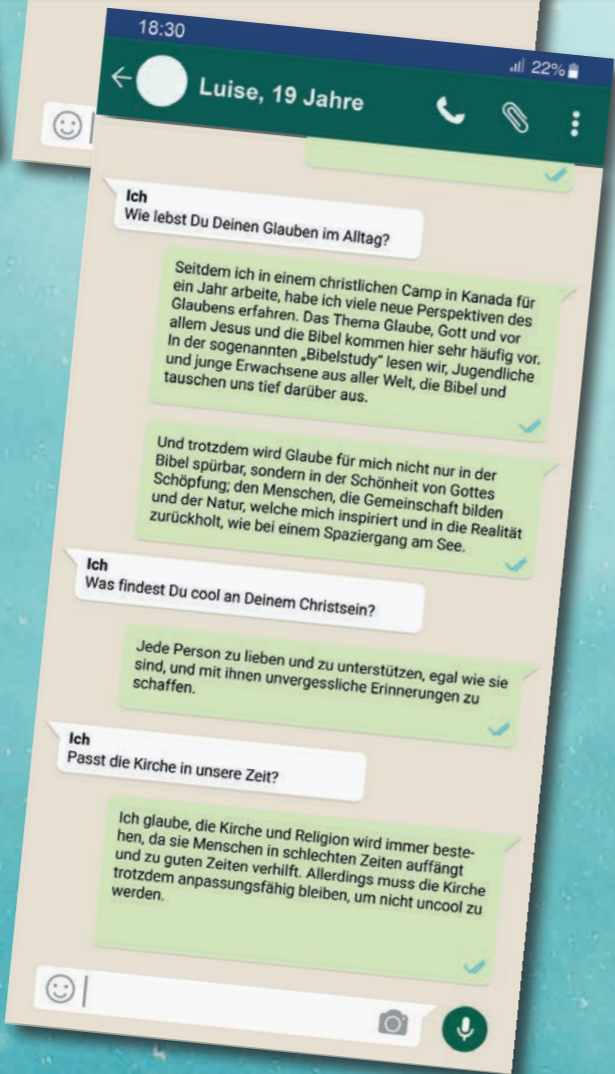 18:30
22%
Luise, 19 Jahre
Ich
Wie lebst Du Deinen Glauben im Alltag?
Seitdem ich in einem christlichen Camp in Kanada für
ein Jahr arbeite, habe ich viele neue Perspektiven des
Glaubens erfahren. Das Thema Glaube, Gott und vor
allem Jesus und die Bibel kommen hier sehr häufig vor.
In der sogenannten „Bibelstudy" lesen wir, Jugendliche
und junge Erwachsene aus aller Welt, die Bibel und
tauschen uns tief darüber aus.
Und trotzdem wird Glaube für mich nicht nur in der
Bibel spürbar, sondern in der Schönheit von Gottes
Schöpfung; den Menschen, die Gemeinschaft bilden
und der Natur, welche mich inspiriert und in die Realität
zurückholt, wie bei einem Spaziergang am See.
Ich
Was findest Du cool an Deinem Christsein?
Jede Person zu lieben und zu unterstützen, egal wie sie
sind, und mit ihnen unvergessliche Erinnerungen zu
schaffen.
Ich
Passt die Kirche in unsere Zeit?
Ich glaube, die Kirche und Religion wird immer beste-
hen, da sie Menschen in schlechten Zeiten auffängt
und zu guten Zeiten verhilft. Allerdings muss die Kirche
trotzdem anpassungsfähig bleiben, um nicht uncool zu
werden.